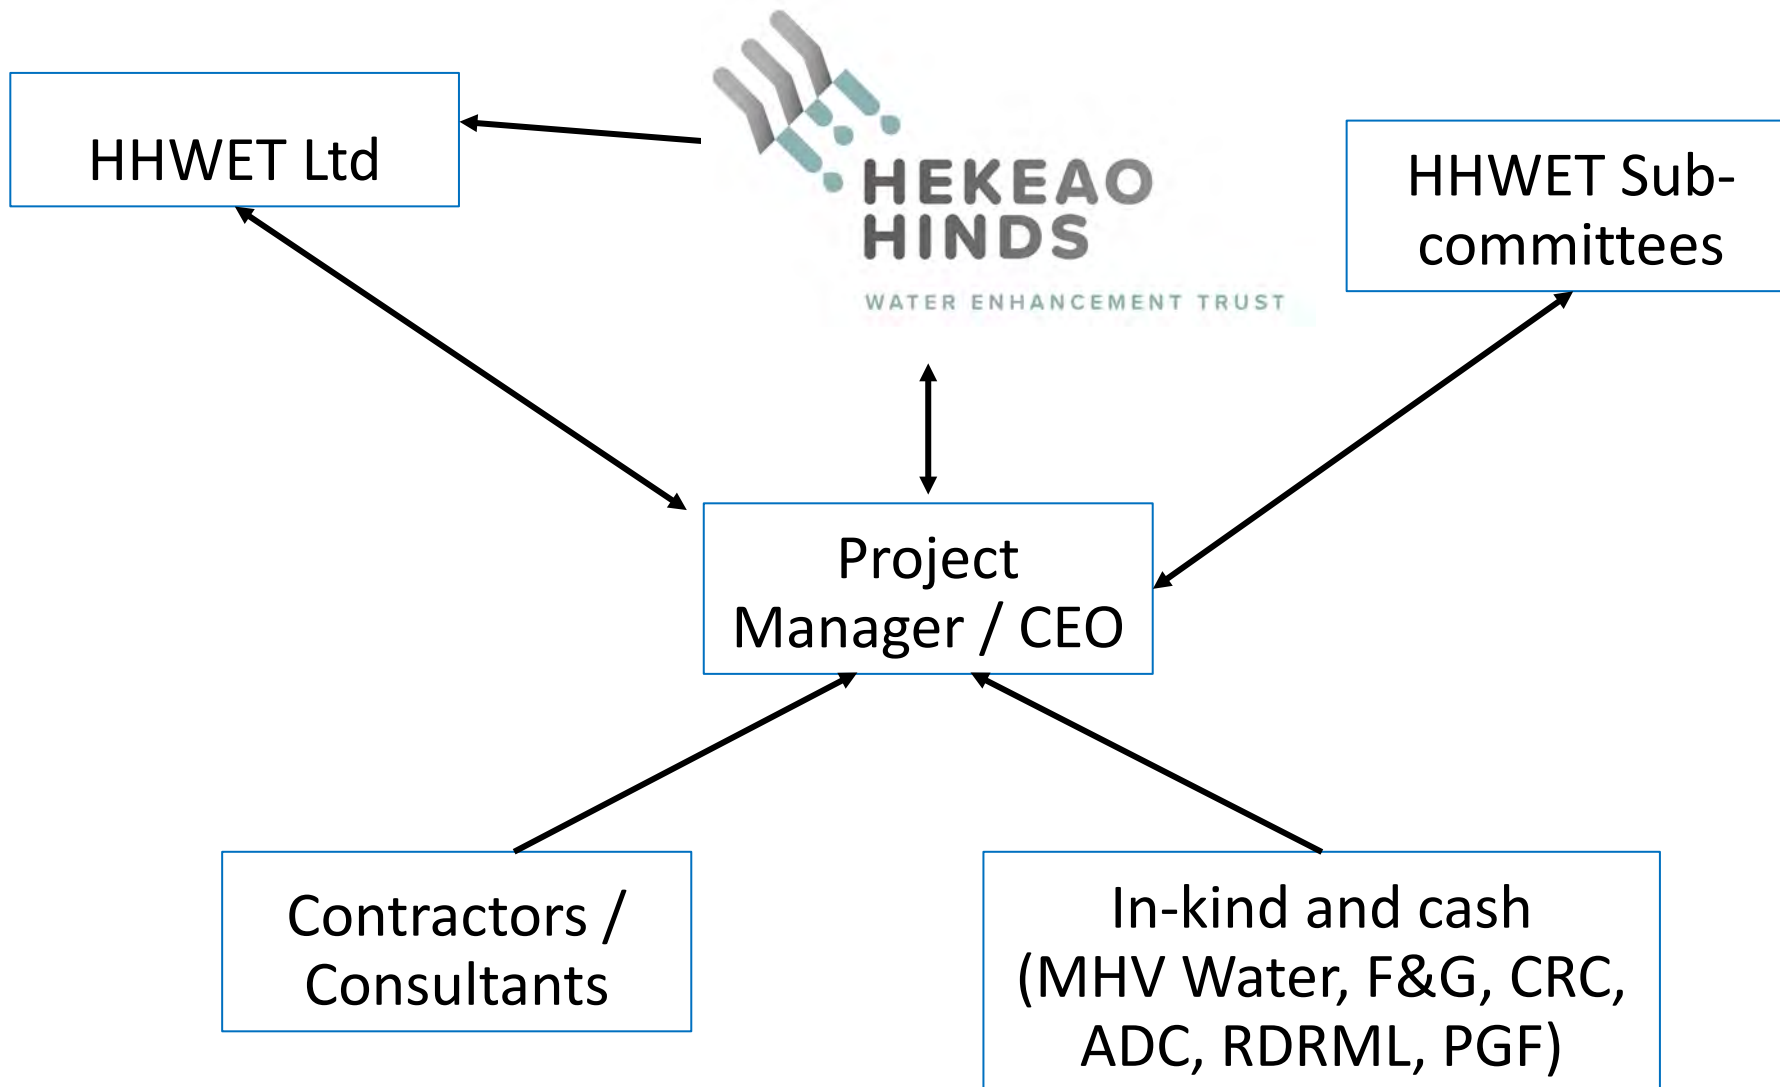 HHWET Ltd
HEKEAO
HINDS
WATER ENHANCEMENT TRUST
HHWET Sub-
committees
Project
Manager / CEO
Contractors /
Consultants
In-kind and cash
(MHV Water, F&G, CRC,
ADC, RDRML, PGF)